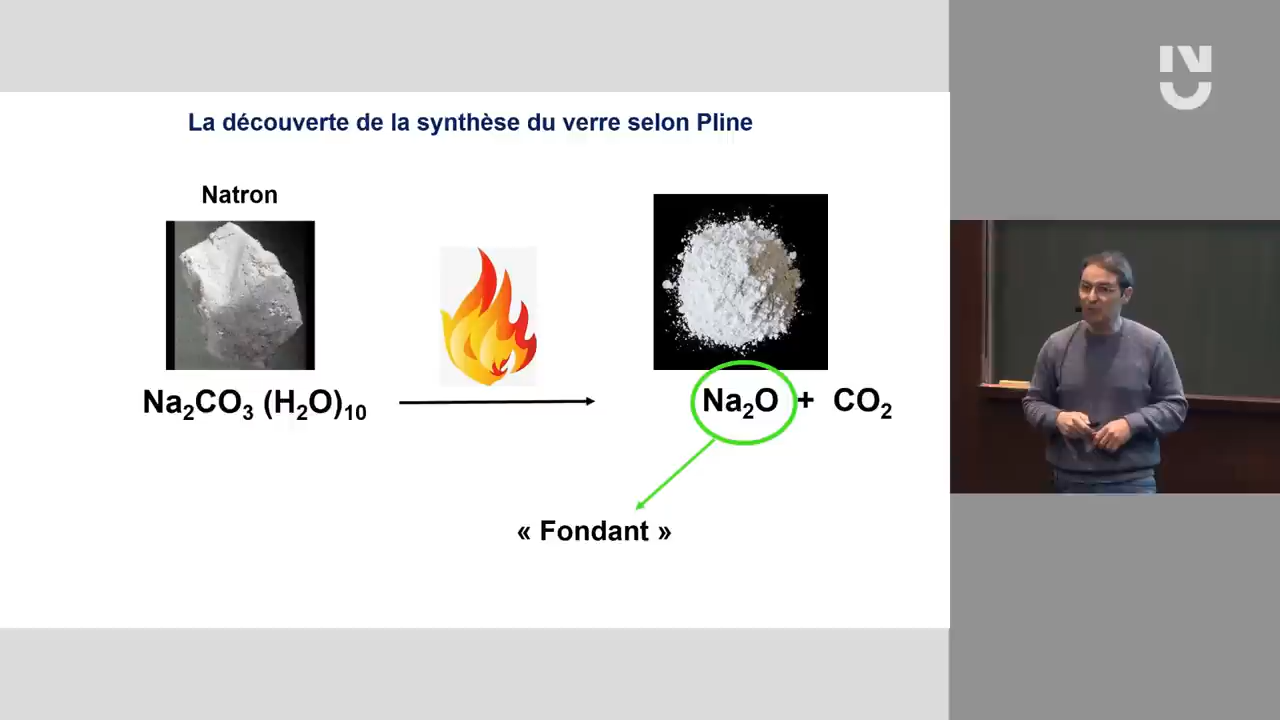 La découverte de la synthèse du verre selon Pline
Natron
Na₂CO₃ (H₂O)₁₀
Na₂O + CO₂
« Fondant »